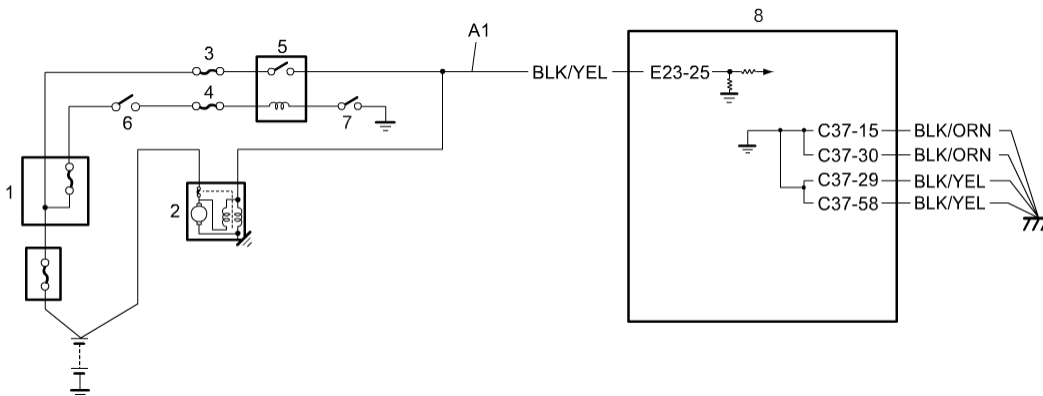 8
A1
3
5
BLK/YEL
E23-25
4
6
7
C37-15
BLK/ORN
C37-30
BLK/ORN
1
C37-29
BLK/YEL
2
C37-58
BLK/YEL